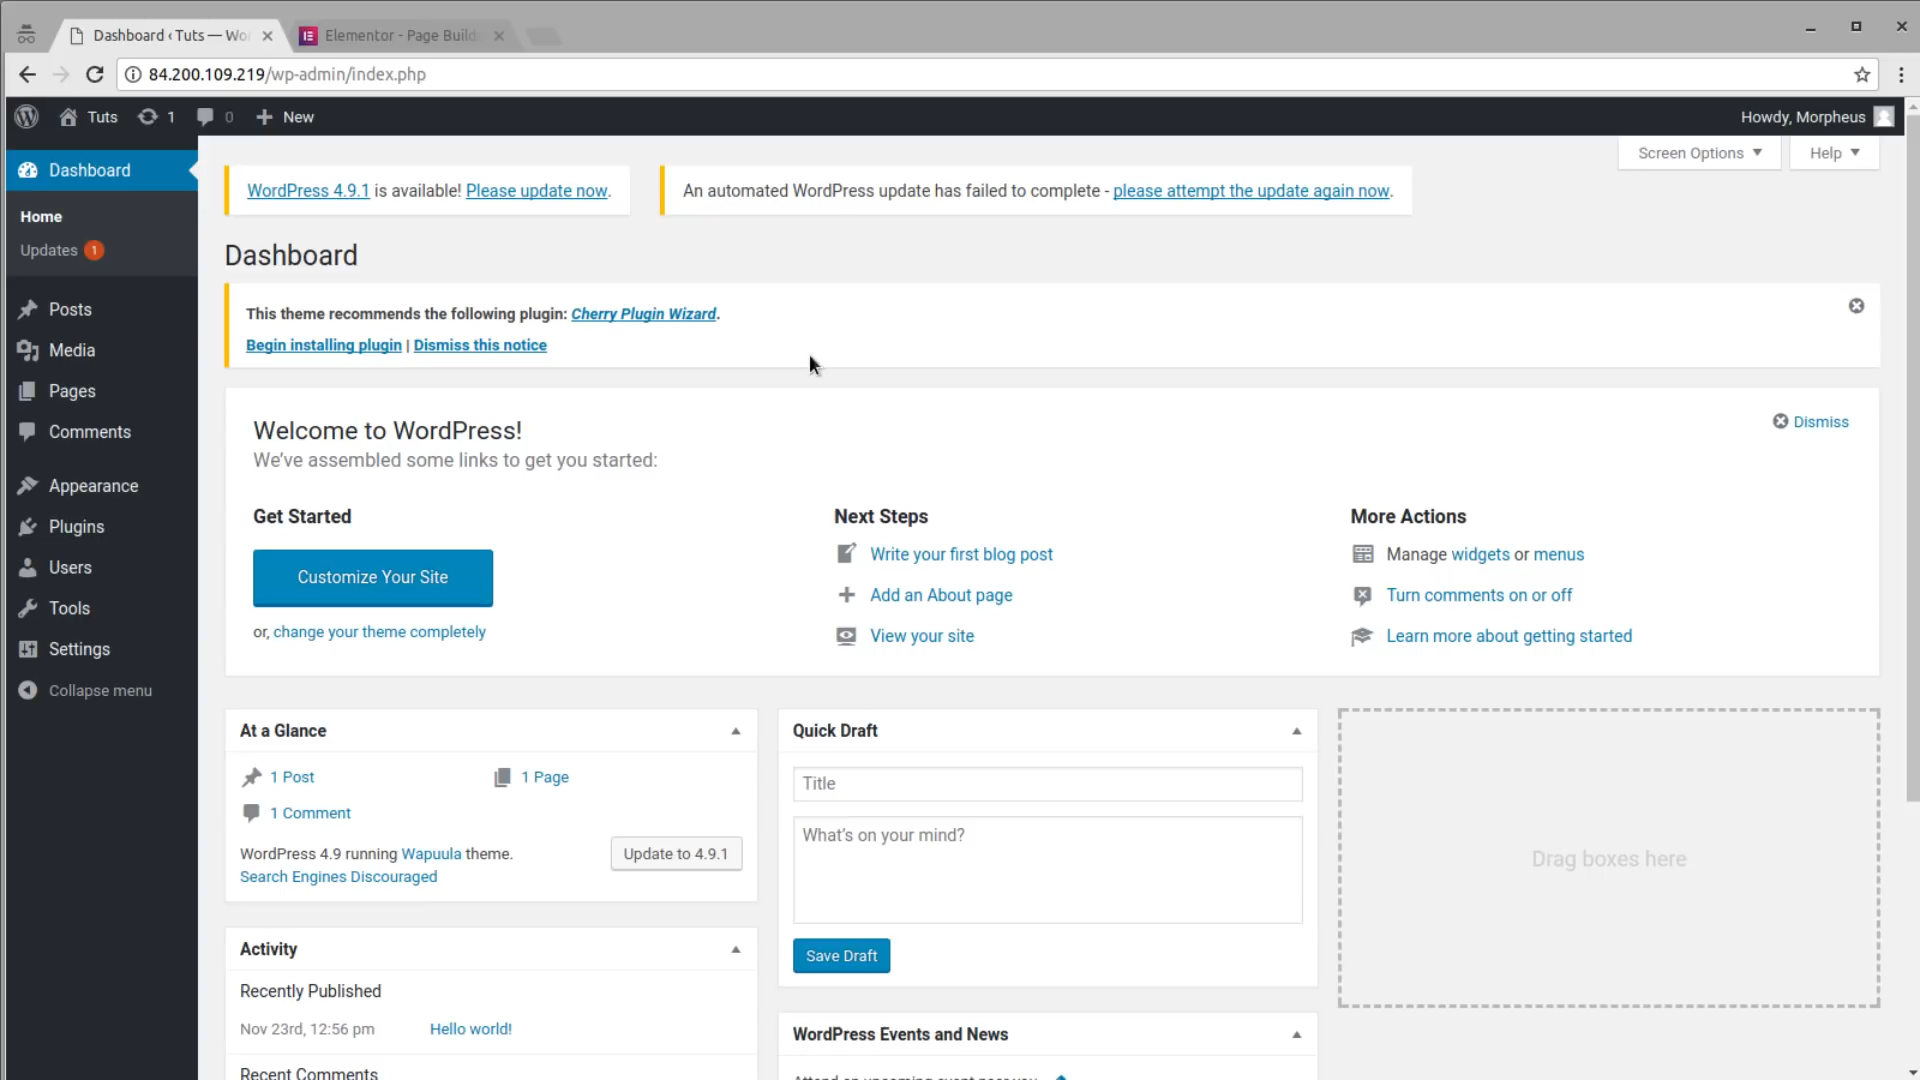 Dashboard ‹ Tuts — Wo
Elementor - Page Build
84.200.109.219/wp-admin/index.php
Tuts
1
0
New
Howdy, Morpheus
Screen Options
Help
Dashboard
Home
Updates 1
Posts
Media
Pages
Comments
Appearance
Plugins
Users
Tools
Settings
Collapse menu
WordPress 4.9.1 is available! Please update now.
An automated WordPress update has failed to complete - please attempt the update again now.
Dashboard
This theme recommends the following plugin: Cherry Plugin Wizard.
Begin installing plugin | Dismiss this notice
Welcome to WordPress!
We've assembled some links to get you started:
Dismiss
Get Started
Customize Your Site
or, change your theme completely
Next Steps
Write your first blog post
Add an About page
View your site
More Actions
Manage widgets or menus
Turn comments on or off
Learn more about getting started
At a Glance
1 Post
1 Page
1 Comment
WordPress 4.9 running Wapuula theme.
Update to 4.9.1
Search Engines Discouraged
Activity
Recently Published
Nov 23rd, 12:56 pm
Hello world!
Recent Comments
Quick Draft
Title
What's on your mind?
Save Draft
WordPress Events and News
Drag boxes here